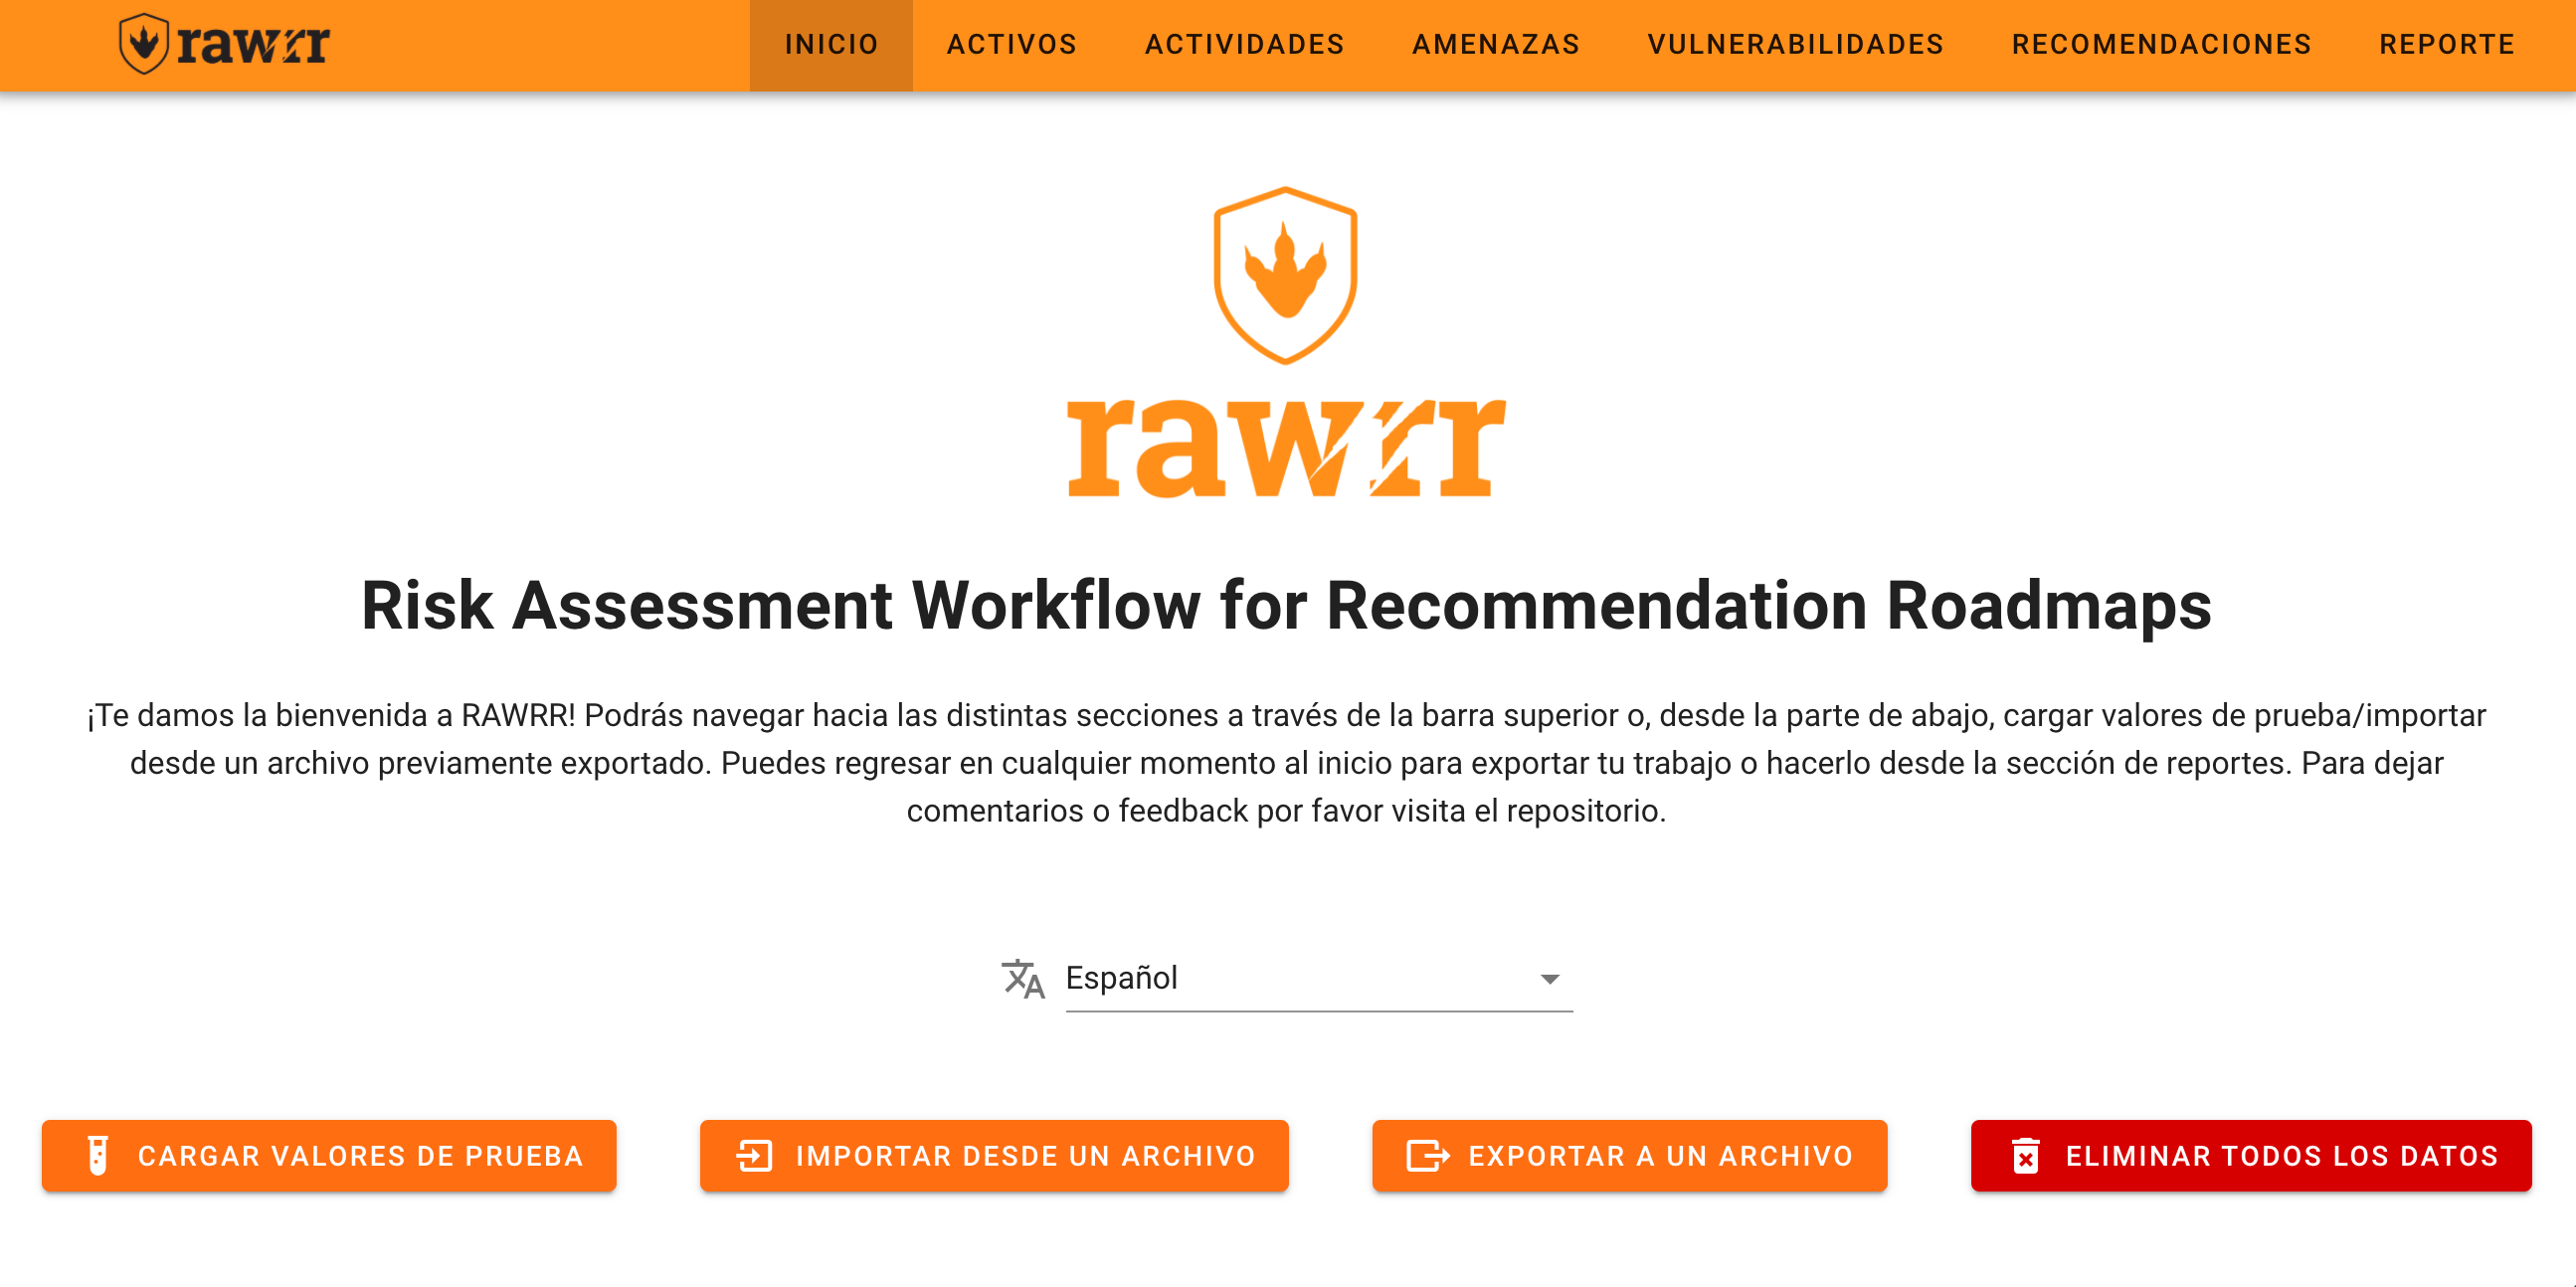 rawrr
INICIO
ACTIVOS
ACTIVIDADES
AMENAZAS
VULNERABILIDADES
RECOMENDACIONES
REPORTE
rawrr
Risk Assessment Workflow for Recommendation Roadmaps
¡Te damos la bienvenida a RAWRR! Podrás navegar hacia las distintas secciones a través de la barra superior o, desde la parte de abajo, cargar valores de prueba/importar
desde un archivo previamente exportado. Puedes regresar en cualquier momento al inicio para exportar tu trabajo o hacerlo desde la sección de reportes. Para dejar
comentarios o feedback por favor visita el repositorio.
Español
CARGAR VALORES DE PRUEBA
IMPORTAR DESDE UN ARCHIVO
EXPORTAR A UN ARCHIVO
ELIMINAR TODOS LOS DATOS